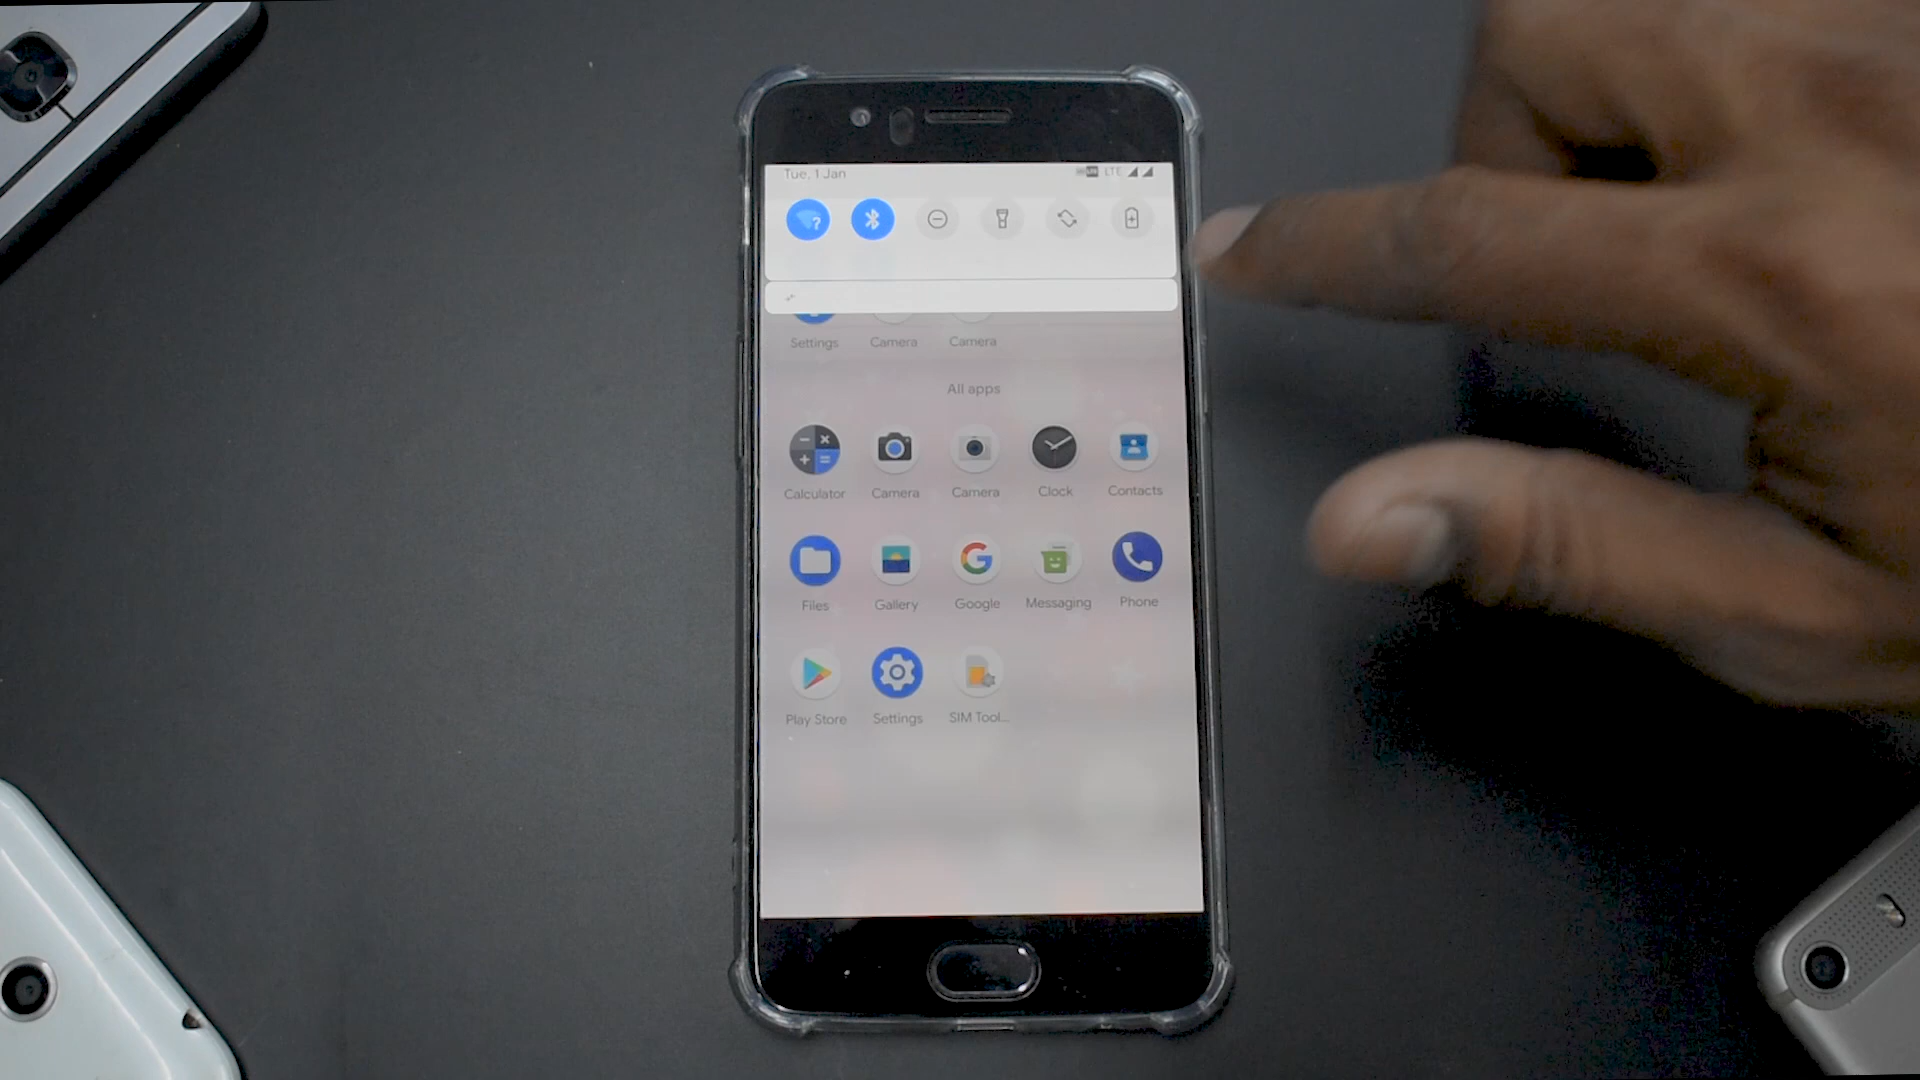 Tue, 1 Jan LTE
Settings Camera Camera
All apps
Calculator Camera Camera Clock Contacts
Files Gallery Google Messaging Phone
Play Store Settings SIM Tool...